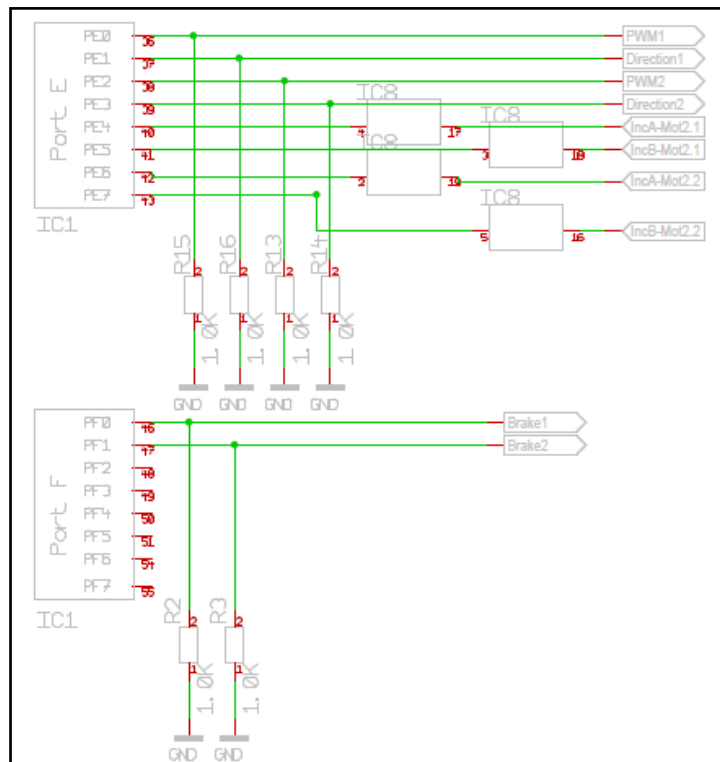 PE0 36 PWM1
PE1 37 Direction1
PE2 38 PWM2
PE3 39 Direction2
IC8
PE4 40 4 17 IncA-Mot2.1
IC8
PE5 41 3 18 IncB-Mot2.1
IC8
PE6 42 2 19 IncA-Mot2.2
PE7 43
IC8
5 16 IncB-Mot2.2
Port E
IC1
R15 2 1 1.0K
R16 2 1 1.0K
R13 2 1 1.0K
R14 2 1 1.0K
GND GND GND GND
PF0 46 Brake1
PF1 47 Brake2
PF2 48
PF3 49
PF4 50
PF5 51
PF6 54
PF7 55
Port F
IC1
R2 2 1 1.0K
R3 2 1 1.0K
GND GND